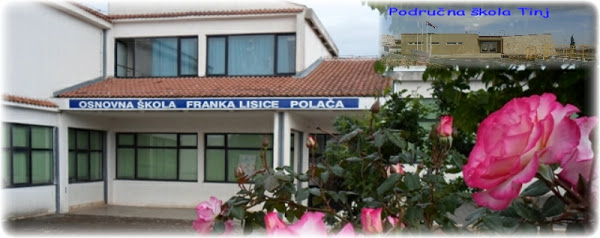 Područna škola Tinj
OSNOVNA ŠKOLA FRANKA LISICE POLAČA